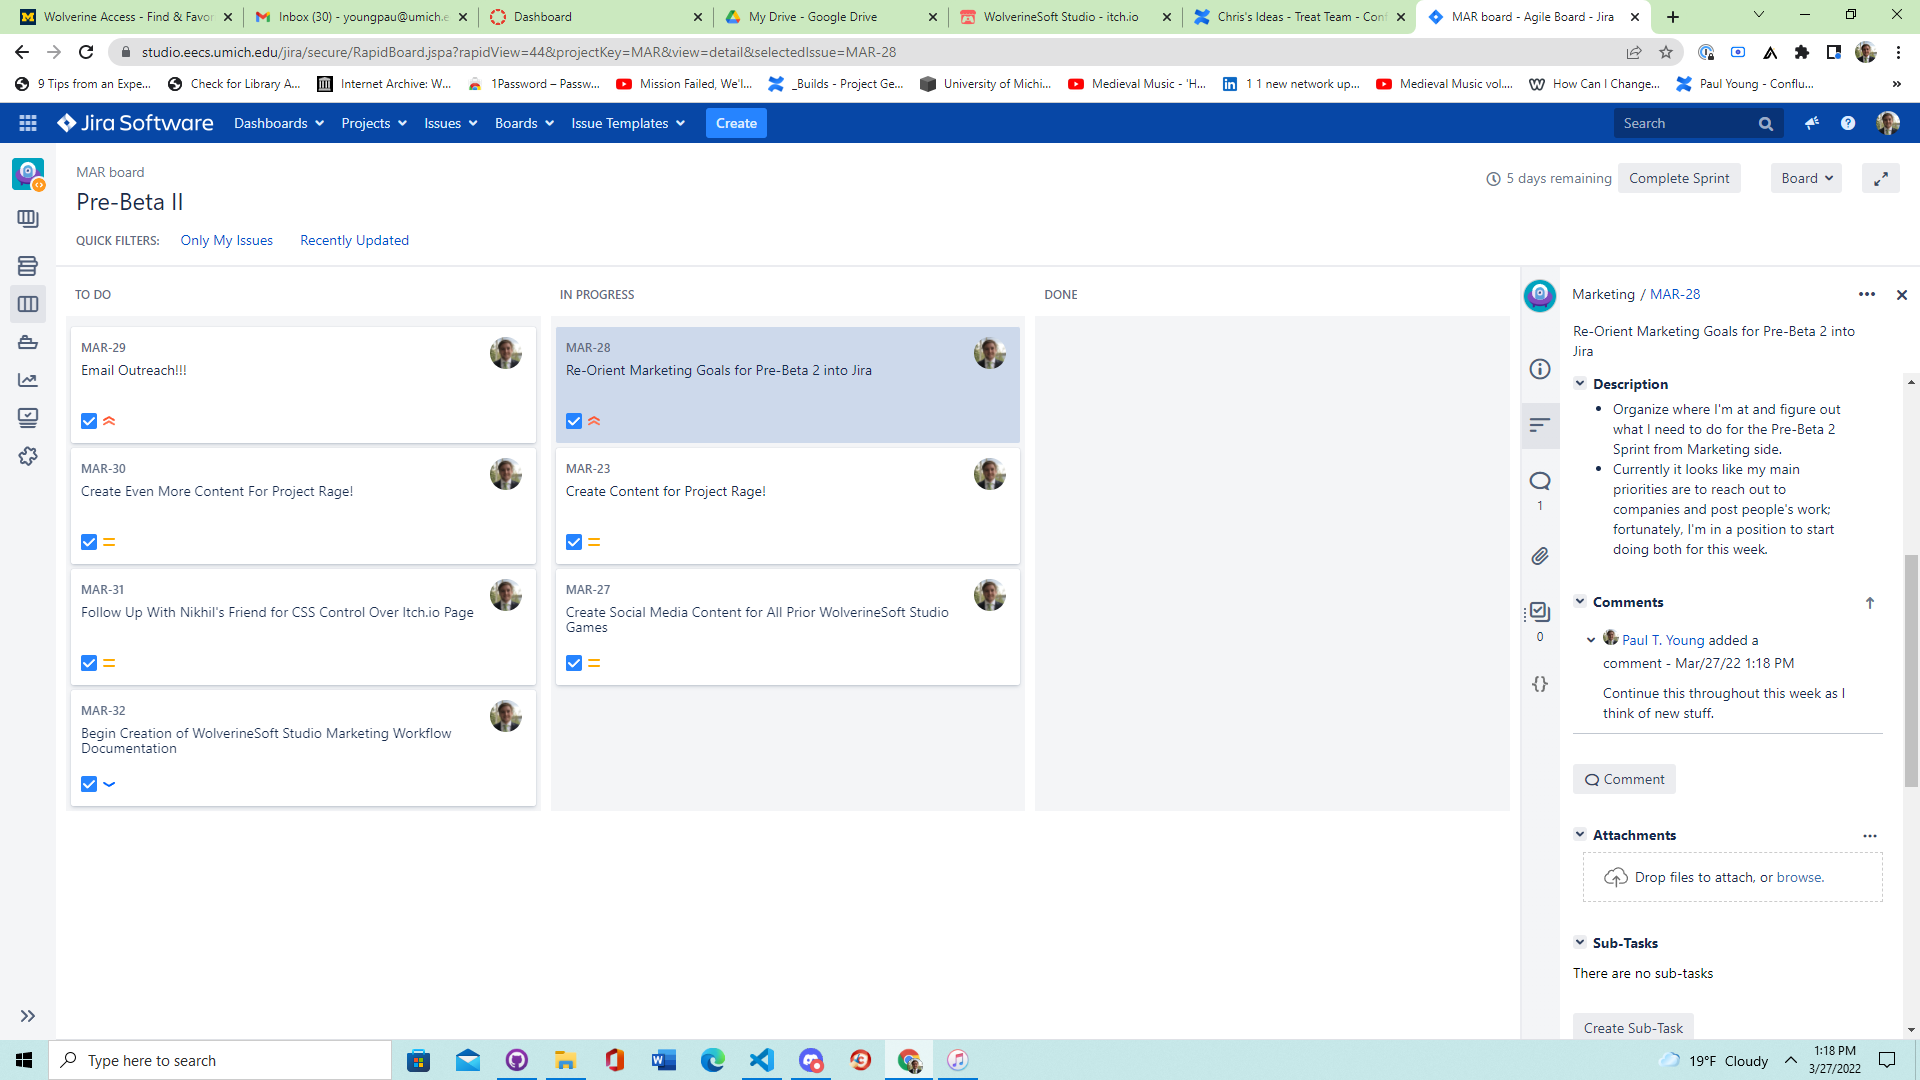 Wolverine Access - Find & Favor
Inbox (30) - youngpau@umich.e
Dashboard
My Drive - Google Drive
WolverineSoft Studio - itch.io
Chris's Ideas - Treat Team - Conf
MAR board - Agile Board - Jira
studio.eecs.umich.edu/jira/secure/RapidBoard.jspa?rapidView=44&projectKey=MAR&view=detail&selectedIssue=MAR-28
9 Tips from an Expe...
Check for Library A...
Internet Archive: W...
1Password – Passw...
Mission Failed, We'l...
_Builds - Project Ge...
University of Michi...
Medieval Music - 'H...
1 1 new network up...
Medieval Music vol....
How Can I Change...
Paul Young - Conflu...
»
Jira Software
Dashboards
Projects
Issues
Boards
Issue Templates
Create
Search
MAR board
Pre-Beta II
5 days remaining
Complete Sprint
Board
QUICK FILTERS:
Only My Issues
Recently Updated
TO DO
MAR-29
Email Outreach!!!
MAR-30
Create Even More Content For Project Rage!
MAR-31
Follow Up With Nikhil's Friend for CSS Control Over Itch.io Page
MAR-32
Begin Creation of WolverineSoft Studio Marketing Workflow
Documentation
IN PROGRESS
MAR-28
Re-Orient Marketing Goals for Pre-Beta 2 into Jira
MAR-23
Create Content for Project Rage!
MAR-27
Create Social Media Content for All Prior WolverineSoft Studio
Games
DONE
1
0
Marketing / MAR-28
Re-Orient Marketing Goals for Pre-Beta 2 into
Jira
Description
• Organize where I'm at and figure out
what I need to do for the Pre-Beta 2
Sprint from Marketing side.
• Currently it looks like my main
priorities are to reach out to
companies and post people's work;
fortunately, I'm in a position to start
doing both for this week.
Comments
Paul T. Young added a
comment - Mar/27/22 1:18 PM
Continue this throughout this week as I
think of new stuff.
Comment
Attachments
Drop files to attach, or browse.
Sub-Tasks
There are no sub-tasks
Create Sub-Task
Type here to search
19°F Cloudy
1:18 PM
3/27/2022